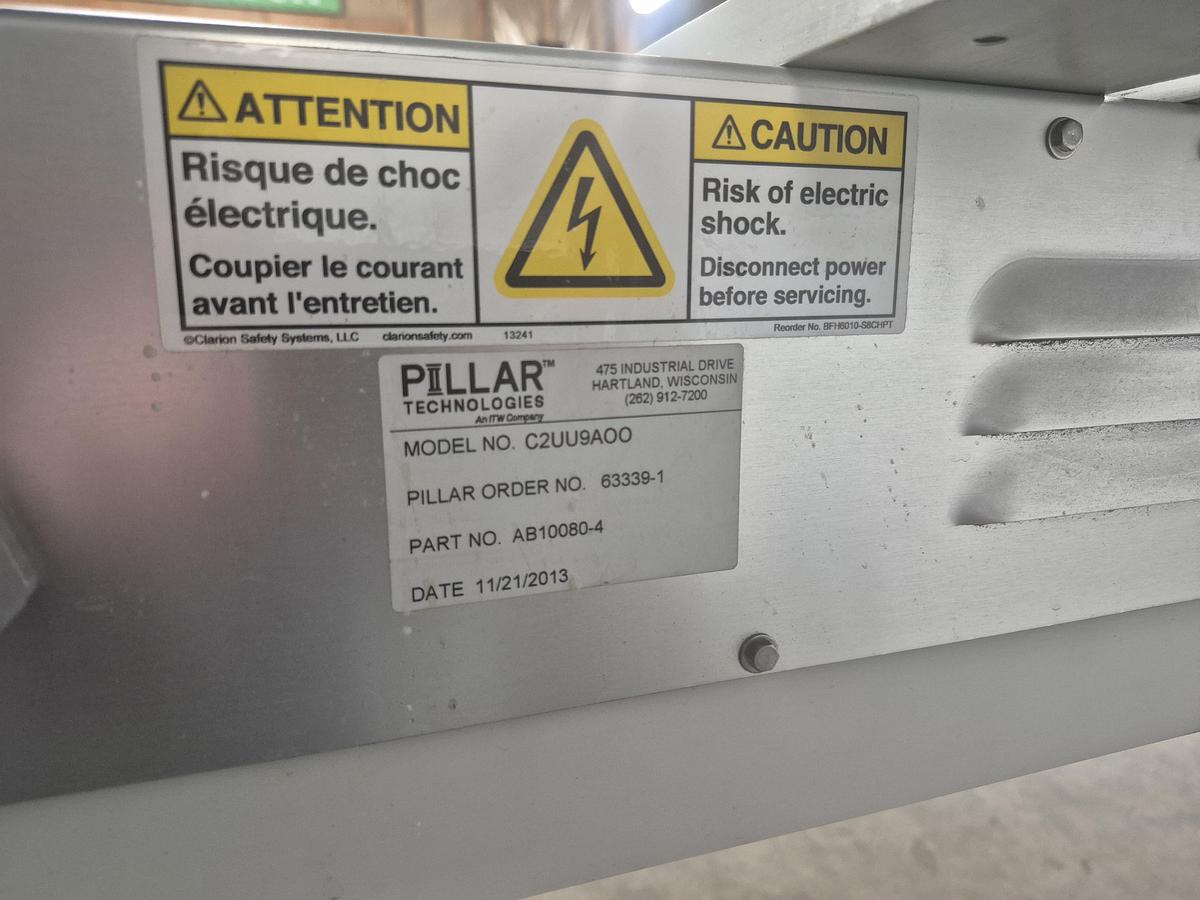 ATTENTION
Risque de choc
électrique.
Coupier le courant
avant l'entretien.
CAUTION
Risk of electric
shock.
Disconnect power
before servicing.
©Clarion Safety Systems, LLC clarionsafety.com 13241
Reorder No. BFH6010-S8CHPT
PILLAR™
TECHNOLOGIES
An ITW Company
475 INDUSTRIAL DRIVE
HARTLAND, WISCONSIN
(262) 912-7200
MODEL NO. C2UU9AOO
PILLAR ORDER NO. 63339-1
PART NO. AB10080-4
DATE 11/21/2013